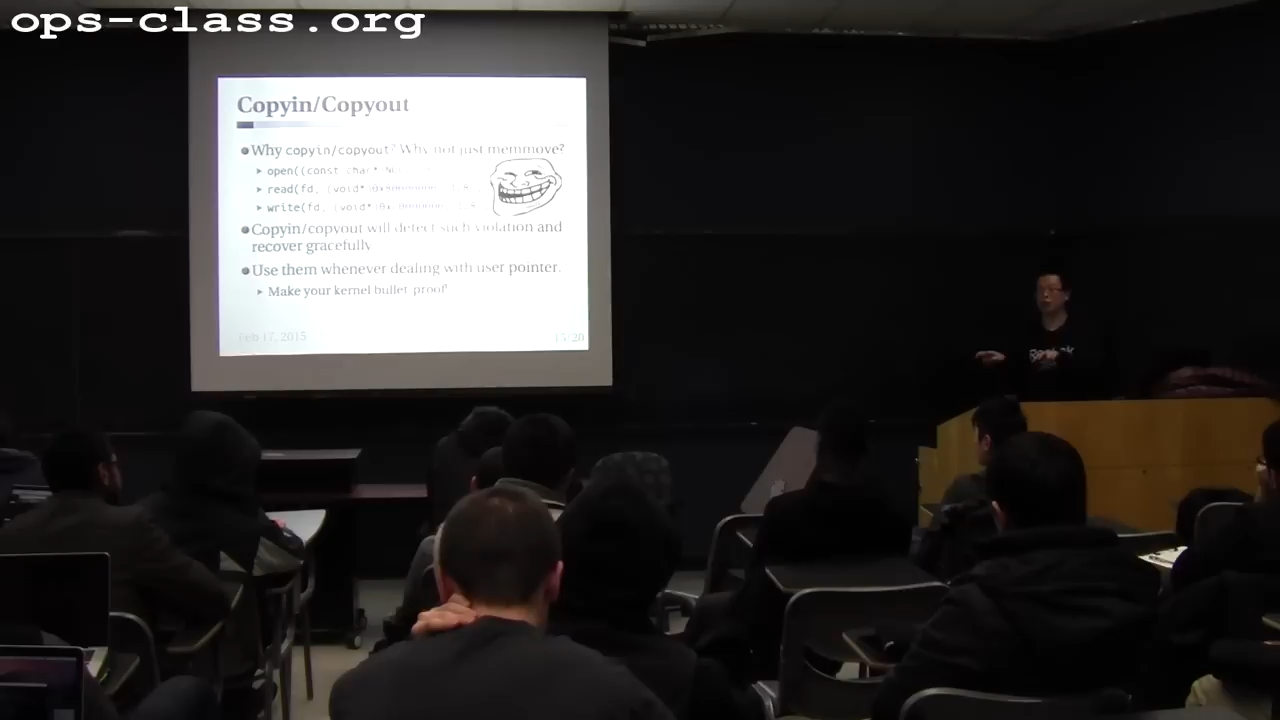 ops-class.org
Copyin/Copyout
Why copyin/copyout? Why not just memmove?
open((const char*
read(fd, (void*
write(fd, (void*
Copyin/copyout will detect such violation and
recover gracefully
Use them whenever dealing with user pointer.
Make your kernel bullet-proof!
Feb 17, 2015
15/20